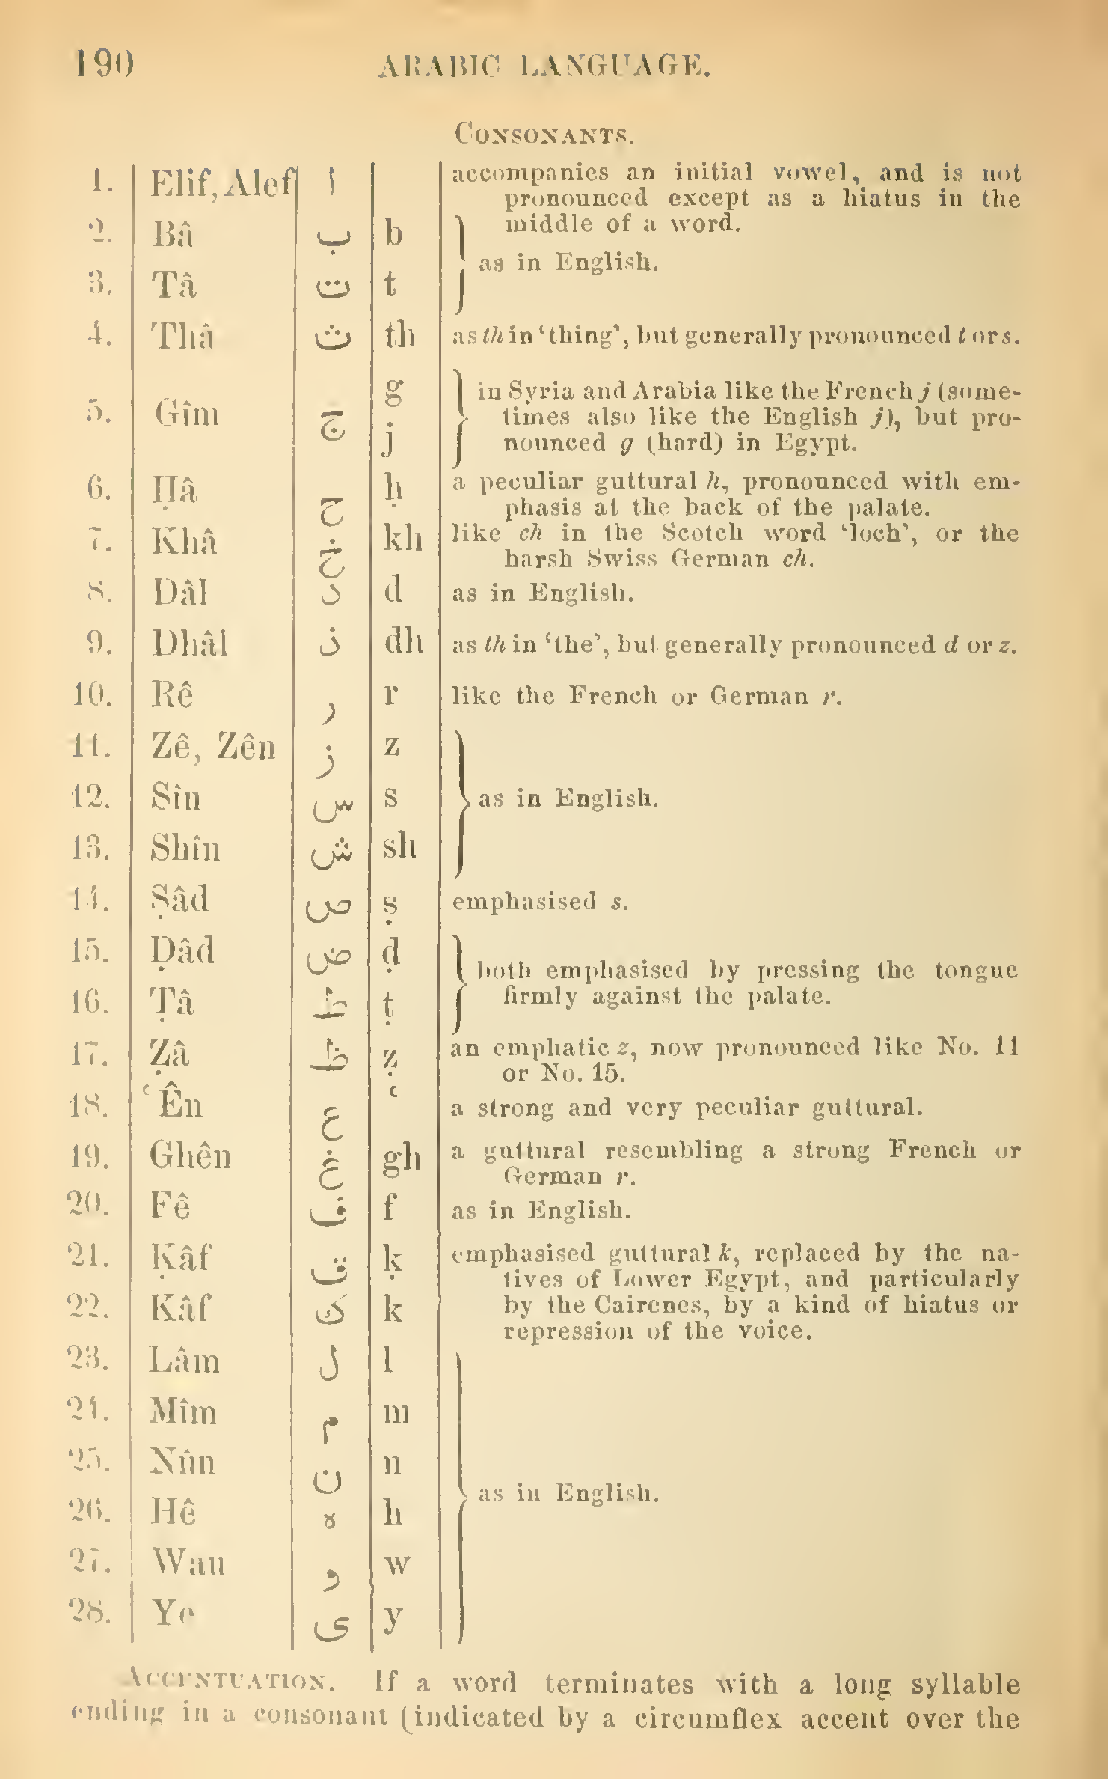 190 ARABIC LANGUAGE.
CONSONANTS.
1. Elif, Alef ا accompanies an initial vowel, and is not
pronounced except as a hiatus in the
middle of a word.
2. Bâ ب b
as in English.
3. Tâ ت t
4. Thâ ث th as th in ‘thing’, but generally pronounced t or s.
5. Gîm ج g j in Syria and Arabia like the French j (some-
times also like the English j), but pro-
nounced g (hard) in Egypt.
6. Ḥâ ح ḥ a peculiar guttural h, pronounced with em-
phasis at the back of the palate.
7. Khâ خ kh like ch in the Scotch word ‘loch’, or the
harsh Swiss German ch.
8. Dâl د d as in English.
9. Dhâl ذ dh as th in ‘the’, but generally pronounced d or z.
10. Rê ر r like the French or German r.
11. Zê, Zên ز z
12. Sîn س s as in English.
13. Shîn ش sh
14. Ṣâd ص ṣ emphasised s.
15. Ḍâd ض ḍ
both emphasised by pressing the tongue
firmly against the palate.
16. Ṭâ ط ṭ
17. Ẓâ ظ ẓ an emphatic z, now pronounced like No. 11
or No. 15.
18. ʿÊn ع ʿ a strong and very peculiar guttural.
19. Ghên غ gh a guttural resembling a strong French or
German r.
20. Fê ف f as in English.
21. Ḳâf ق ḳ emphasised guttural k, replaced by the na-
tives of Lower Egypt, and particularly
22. Kâf ك k by the Cairenes, by a kind of hiatus or
repression of the voice.
23. Lâm ل l
24. Mîm م m
25. Nûn ن n
as in English.
26. Hê ه h
27. Wau و w
28. Ye ى y
ACCENTUATION. If a word terminates with a long syllable
ending in a consonant (indicated by a circumflex accent over the